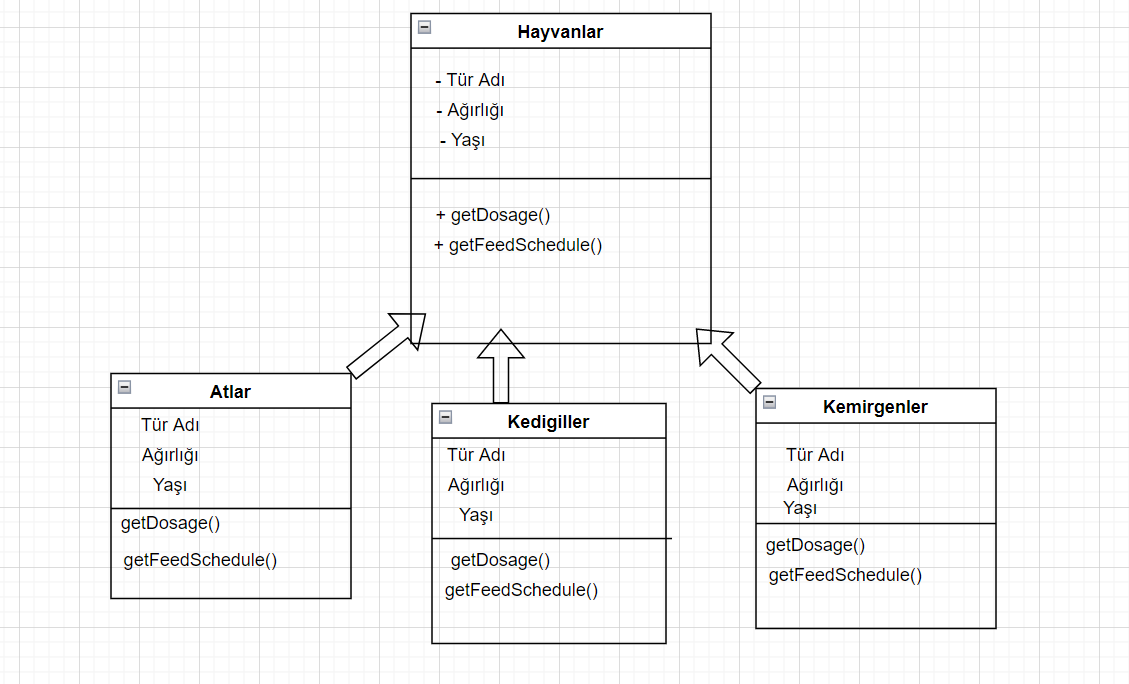 Hayvanlar
- Tür Adı
- Ağırlığı
- Yaşı
+ getDosage()
+ getFeedSchedule()
Atlar
Tür Adı
Ağırlığı
Yaşı
getDosage()
getFeedSchedule()
Kedigiller
Tür Adı
Ağırlığı
Yaşı
getDosage()
getFeedSchedule()
Kemirgenler
Tür Adı
Ağırlığı
Yaşı
getDosage()
getFeedSchedule()